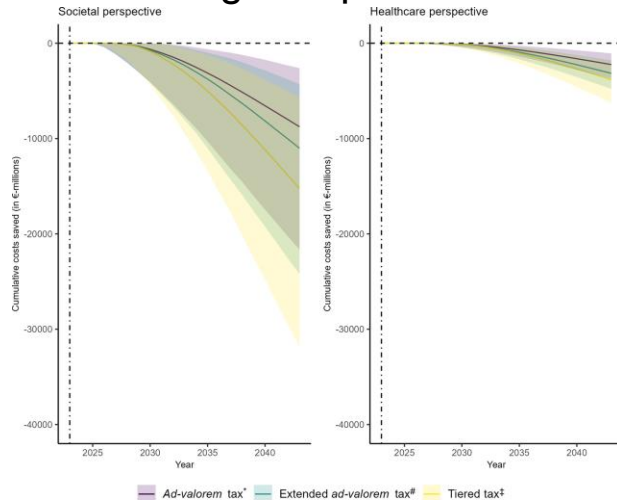 Societal perspective
Healthcare perspective
Cumulative costs saved (in €-millions)
0
-10000
-20000
-30000
-40000
2025
2030
2035
2040
Year
Cumulative costs saved (in €-millions)
0
-10000
-20000
-30000
-40000
2025
2030
2035
2040
Year
Ad-valorem tax* Extended ad-valorem tax# Tiered tax‡